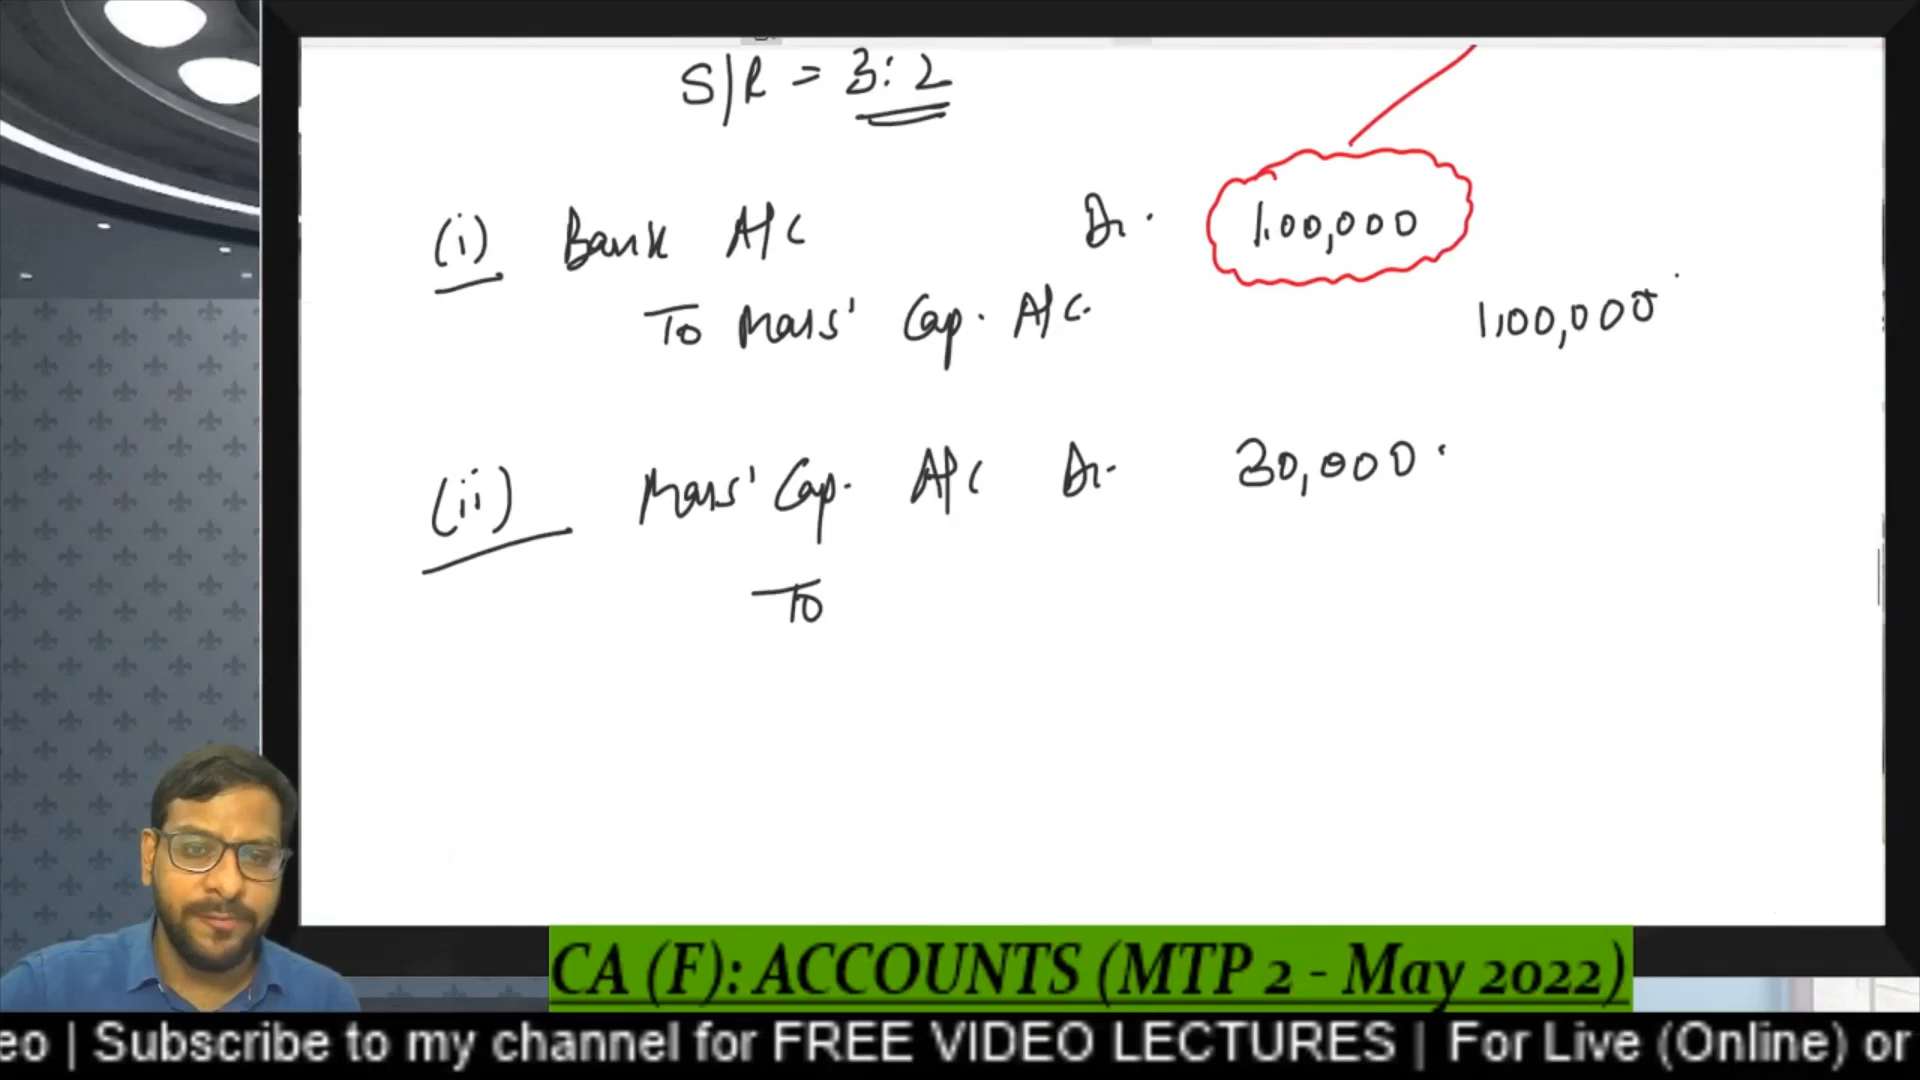 S/R = 3:2
(i) Bank A/C Dr. 1,00,000
To Mars' Cap. A/C. 1,00,000
(ii) Mars' Cap. A/C Dr. 30,000
To
CA (F): ACCOUNTS (MTP 2 - May 2022)
eo | Subscribe to my channel for FREE VIDEO LECTURES | For Live (Online) or